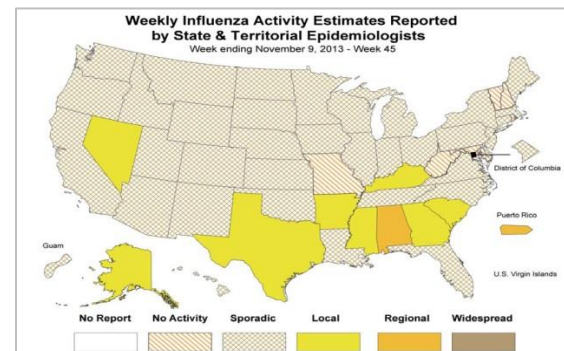 Weekly Influenza Activity Estimates Reported
by State & Territorial Epidemiologists
Week ending November 9, 2013 - Week 45
District of Columbia
Puerto Rico
Guam
U.S. Virgin Islands
No Report No Activity Sporadic Local Regional Widespread